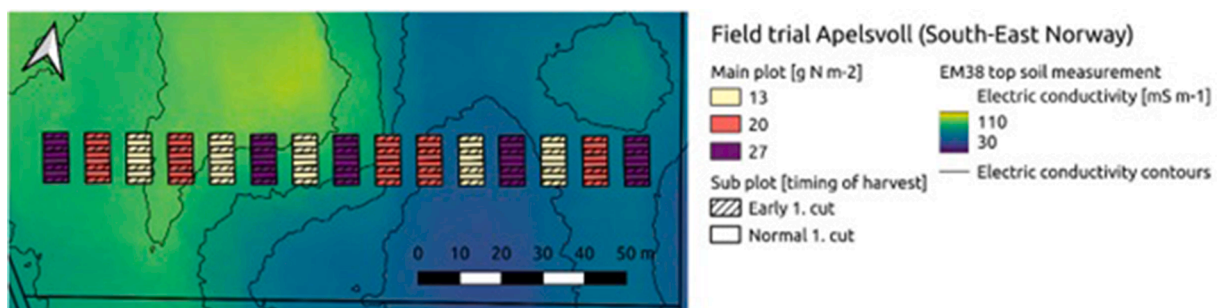 Field trial Apelsvoll (South-East Norway)
Main plot [g N m-2]
13
20
27
Sub plot [timing of harvest]
Early 1. cut
Normal 1. cut
EM38 top soil measurement
Electric conductivity [mS m-1]
110
30
Electric conductivity contours
0 10 20 30 40 50 m